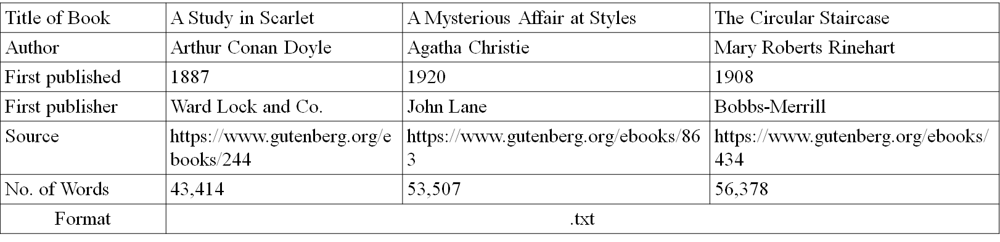 Title of Book A Study in Scarlet A Mysterious Affair at Styles The Circular Staircase
Author Arthur Conan Doyle Agatha Christie Mary Roberts Rinehart
First published 1887 1920 1908
First publisher Ward Lock and Co. John Lane Bobbs-Merrill
Source https://www.gutenberg.org/e https://www.gutenberg.org/ebooks/86 https://www.gutenberg.org/ebooks/
books/244 3 434
No. of Words 43,414 53,507 56,378
Format .txt